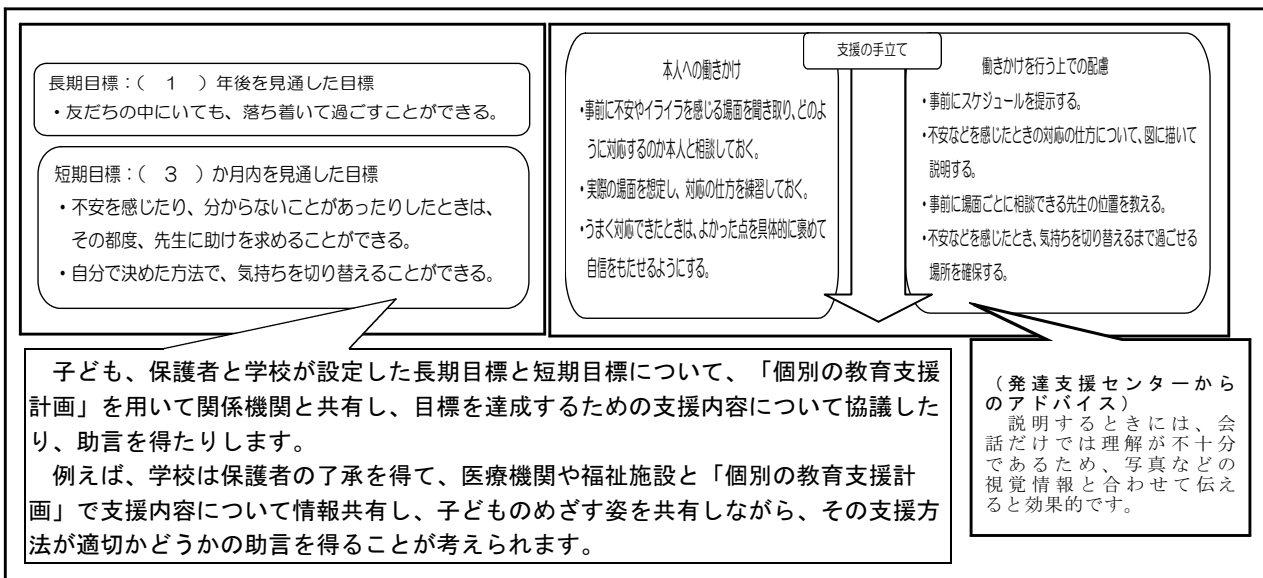 長期目標：（　１　）年後を見通した目標
・友だちの中にいても、落ち着いて過ごすことができる。
短期目標：（　３　）か月内を見通した目標
・不安を感じたり、分からないことがあったりしたときは、
その都度、先生に助けを求めることができる。
・自分で決めた方法で、気持ちを切り替えることができる。
支援の手立て
本人への働きかけ
・事前に不安やイライラを感じる場面を聞き取り、どのよ
うに対応するのか本人と相談しておく。
・実際の場面を想定し、対応の仕方を練習しておく。
・うまく対応できたときは、よかった点を具体的に褒めて
自信をもたせるようにする。
働きかけを行う上での配慮
・事前にスケジュールを提示する。
・不安などを感じたときの対応の仕方について、図に描いて
説明する。
・事前に場面ごとに相談できる先生の位置を教える。
・不安などを感じたとき、気持ちを切り替えるまで過ごせる
場所を確保する。
子ども、保護者と学校が設定した長期目標と短期目標について、「個別の教育支援
計画」を用いて関係機関と共有し、目標を達成するための支援内容について協議した
り、助言を得たりします。
例えば、学校は保護者の了承を得て、医療機関や福祉施設と「個別の教育支援計
画」で支援内容について情報共有し、子どものめざす姿を共有しながら、その支援方
法が適切かどうかの助言を得ることが考えられます。
（発達支援センターから
のアドバイス）
説明するときには、会
話だけでは理解が不十分
であるため、写真などの
視覚情報と合わせて伝え
ると効果的です。